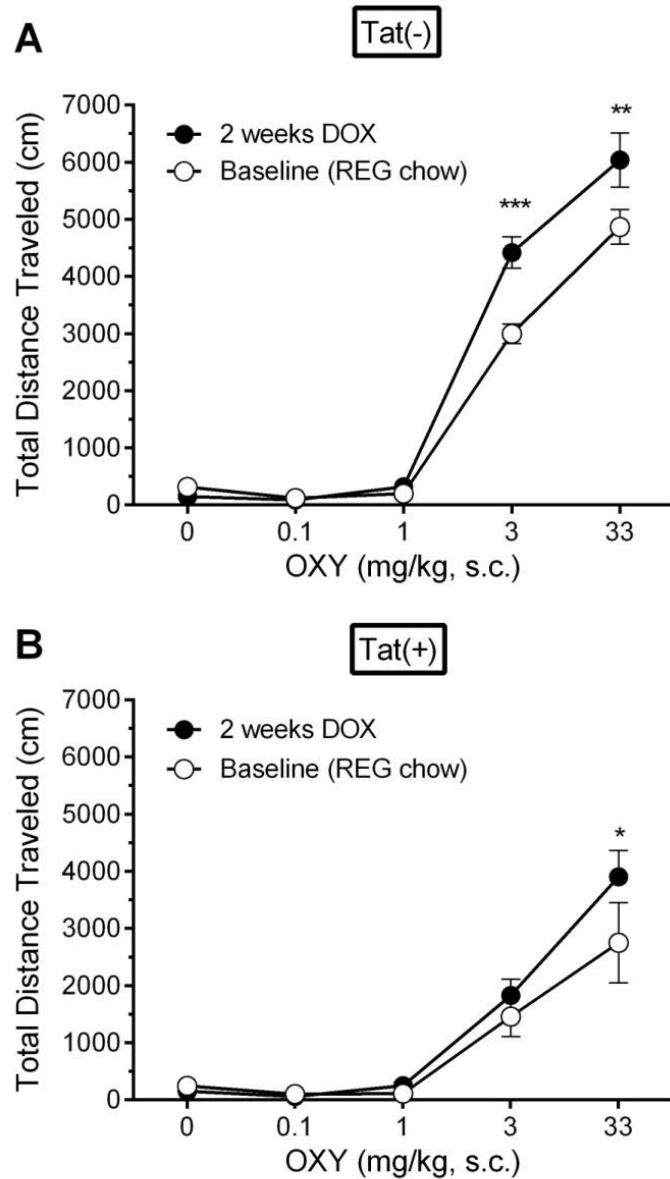 A
Tat(-)
7000
6000
5000
4000
3000
2000
1000
0
Total Distance Traveled (cm)
2 weeks DOX
Baseline (REG chow)
***
**
0 0.1 1 3 33
OXY (mg/kg, s.c.)
B
Tat(+)
7000
6000
5000
4000
3000
2000
1000
0
Total Distance Traveled (cm)
2 weeks DOX
Baseline (REG chow)
*
0 0.1 1 3 33
OXY (mg/kg, s.c.)